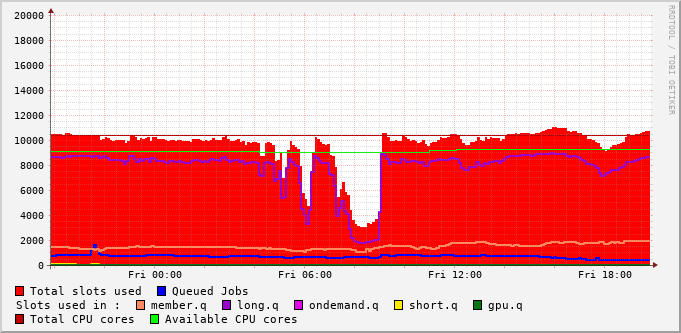 RRDTOOL / TOBI OETIKER
20000
18000
16000
14000
12000
10000
8000
6000
4000
2000
0
Fri 00:00 Fri 06:00 Fri 12:00 Fri 18:00
Total slots used Queued Jobs
Slots used in : member.q long.q ondemand.q short.q gpu.q
Total CPU cores Available CPU cores